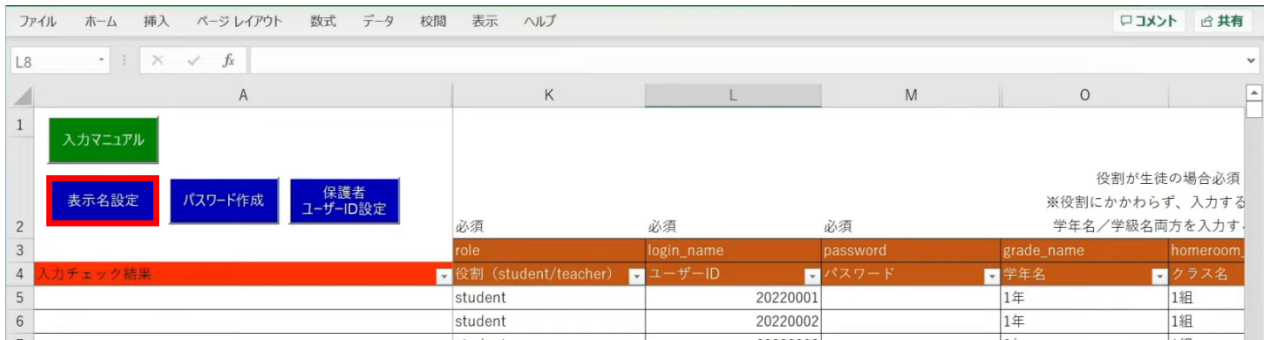 ファイル ホーム 挿入 ページ レイアウト 数式 データ 校閲 表示 ヘルプ コメント 共有
L8 fx
A K L M O
1
入力マニュアル
役割が生徒の場合必須
表示名設定 パスワード作成 保護者
ユーザーID設定
※役割にかかわらず、入力する
2 必須 必須 必須 学年名／学級名両方を入力す
3 role login_name password grade_name homeroom_
4 入力チェック結果 役割（student/teacher） ユーザーID パスワード 学年名 クラス名
5 student 20220001 1年 1組
6 student 20220002 1年 1組